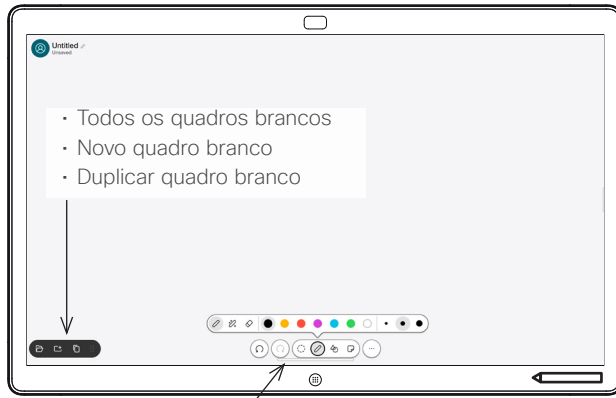 Untitled
Unsaved
· Todos os quadros brancos
· Novo quadro branco
· Duplicar quadro branco